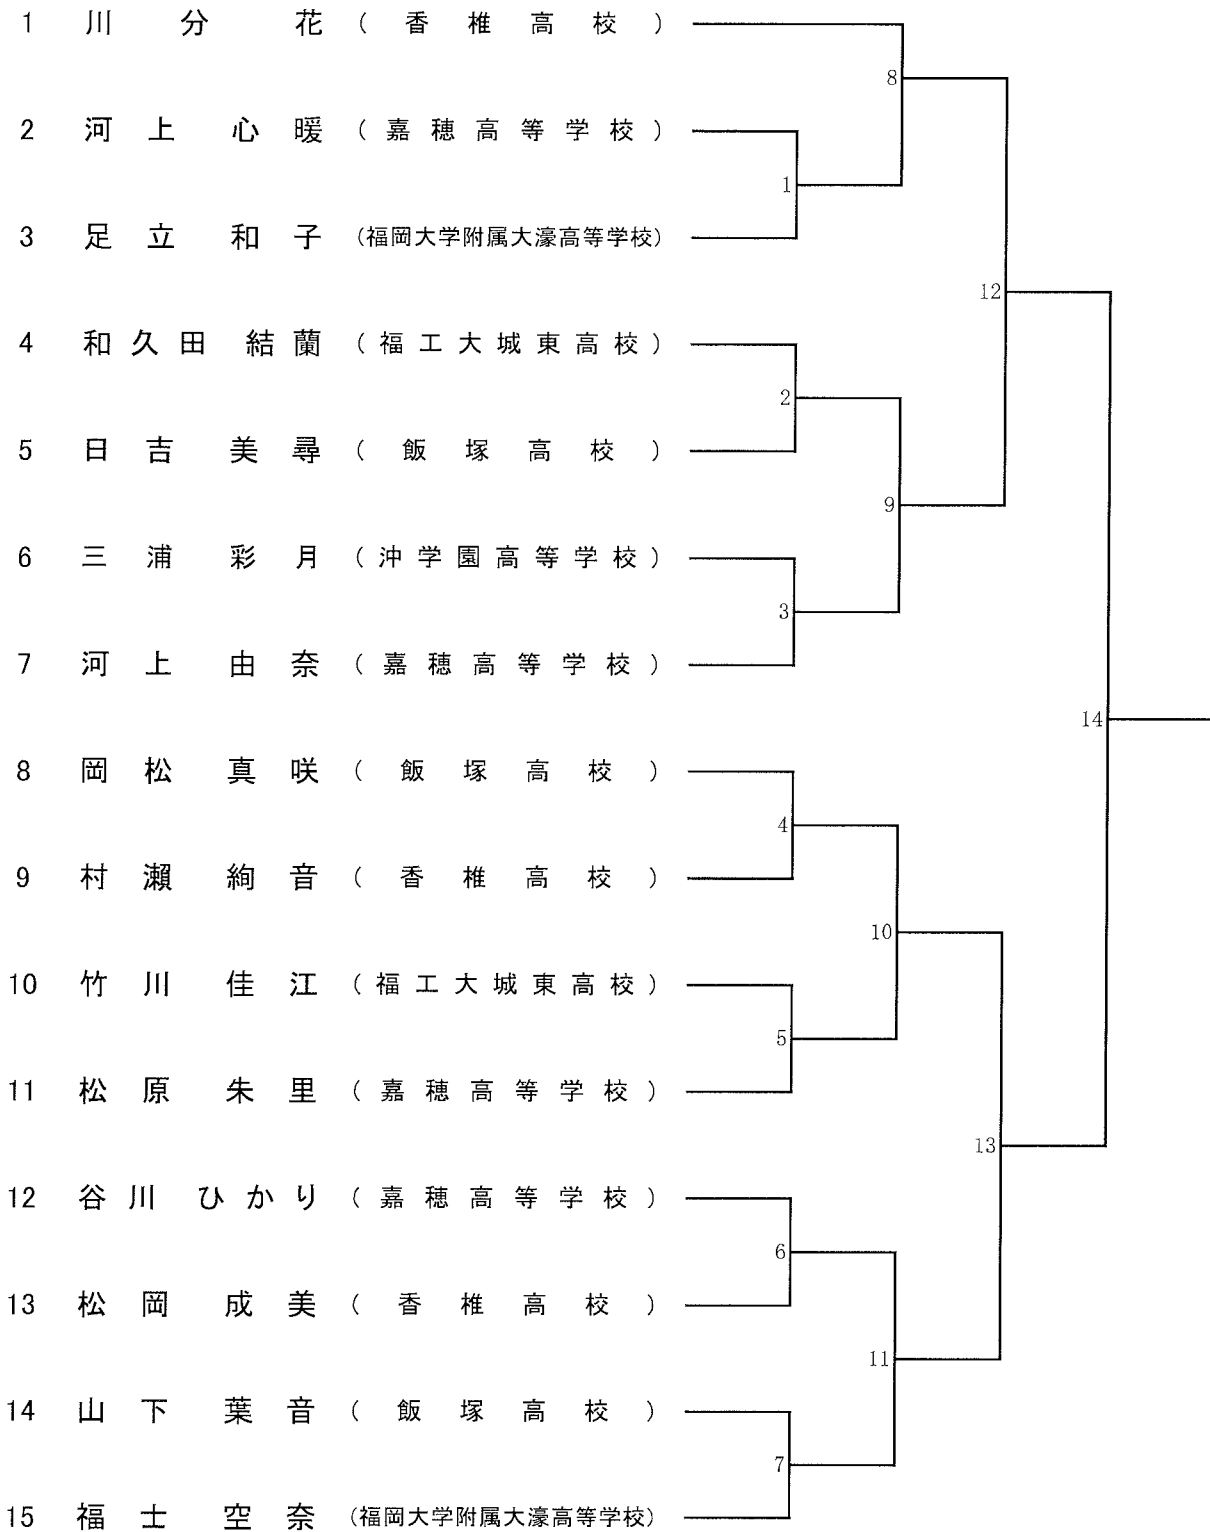 1 川分 花 (香椎高校)
8
2 河上 心暖 (嘉穂高等学校)
1
3 足立 和子 (福岡大学附属大濠高等学校)
12
4 和久田 結蘭 (福工大城東高校)
2
5 日吉 美尋 (飯塚高校)
9
6 三浦 彩月 (沖学園高等学校)
3
7 河上 由奈 (嘉穂高等学校)
14
8 岡松 真咲 (飯塚高校)
4
9 村瀬 絢音 (香椎高校)
10
10 竹川 佳江 (福工大城東高校)
5
11 松原 朱里 (嘉穂高等学校)
13
12 谷川 ひかり (嘉穂高等学校)
6
13 松岡 成美 (香椎高校)
11
14 山下 葉音 (飯塚高校)
7
15 福士 空奈 (福岡大学附属大濠高等学校)